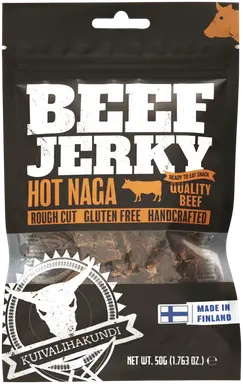 BEEF
JERKY
HOT NAGA
READY TO EAT SNACK
QUALITY
BEEF
ROUGH CUT GLUTEN FREE HANDCRAFTED
KUIVALIHAKUNDI
MADE IN
FINLAND
NET WT. 50G (1.763 OZ.) e